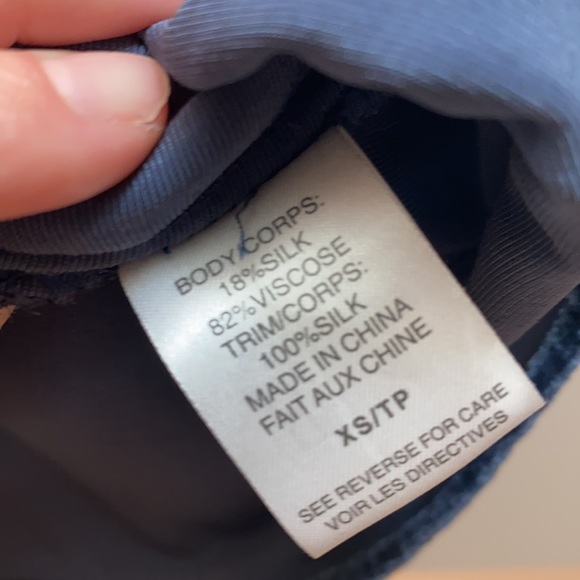 BODY/CORPS:
18%SILK
82%VISCOSE
TRIM/CORPS:
100%SILK
MADE IN CHINA
FAIT AUX CHINE
XS/TP
SEE REVERSE FOR CARE
VOIR LES DIRECTIVES